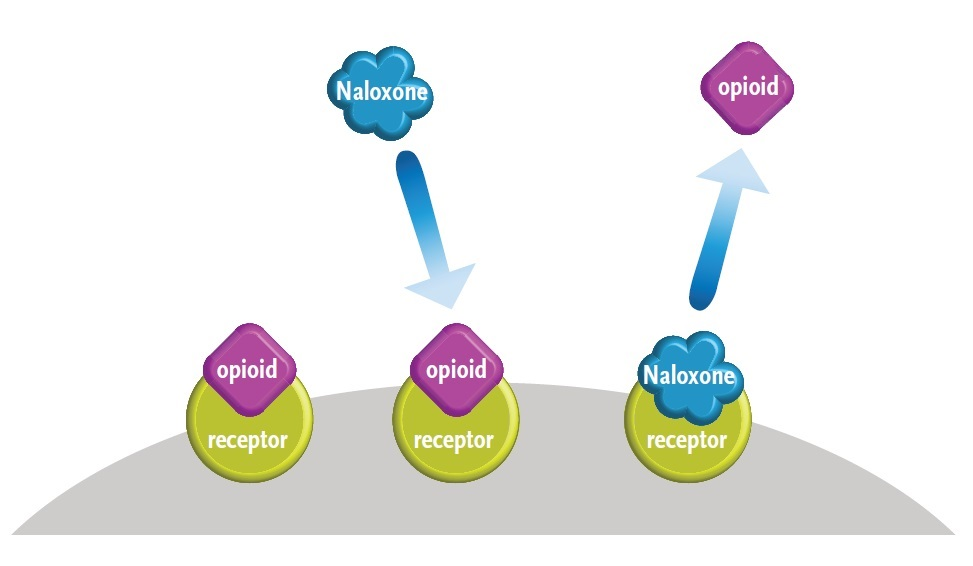 Naloxone
opioid
opioid
receptor
opioid
receptor
Naloxone
receptor